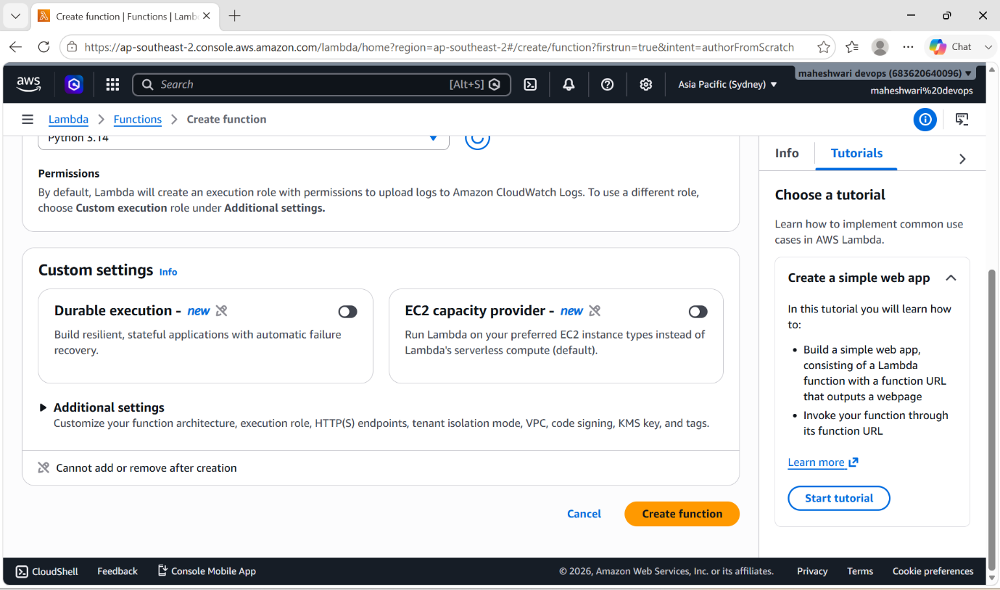 Create function | Functions | Lamb
https://ap-southeast-2.console.aws.amazon.com/lambda/home?region=ap-southeast-2#/create/function?firstrun=true&intent=authorFromScratch
Chat
aws
Search
[Alt+S]
Asia Pacific (Sydney)
maheshwari devops (683620640096)
maheshwari%20devops
Lambda
Functions
Create function
Python 3.14
Permissions
By default, Lambda will create an execution role with permissions to upload logs to Amazon CloudWatch Logs. To use a different role,
choose Custom execution role under Additional settings.
Custom settings Info
Durable execution - new
Build resilient, stateful applications with automatic failure
recovery.
EC2 capacity provider - new
Run Lambda on your preferred EC2 instance types instead of
Lambda's serverless compute (default).
Additional settings
Customize your function architecture, execution role, HTTP(S) endpoints, tenant isolation mode, VPC, code signing, KMS key, and tags.
Cannot add or remove after creation
Cancel
Create function
Info
Tutorials
Choose a tutorial
Learn how to implement common use
cases in AWS Lambda.
Create a simple web app
In this tutorial you will learn how
to:
• Build a simple web app,
consisting of a Lambda
function with a function URL
that outputs a webpage
• Invoke your function through
its function URL
Learn more
Start tutorial
CloudShell
Feedback
Console Mobile App
© 2026, Amazon Web Services, Inc. or its affiliates.
Privacy
Terms
Cookie preferences